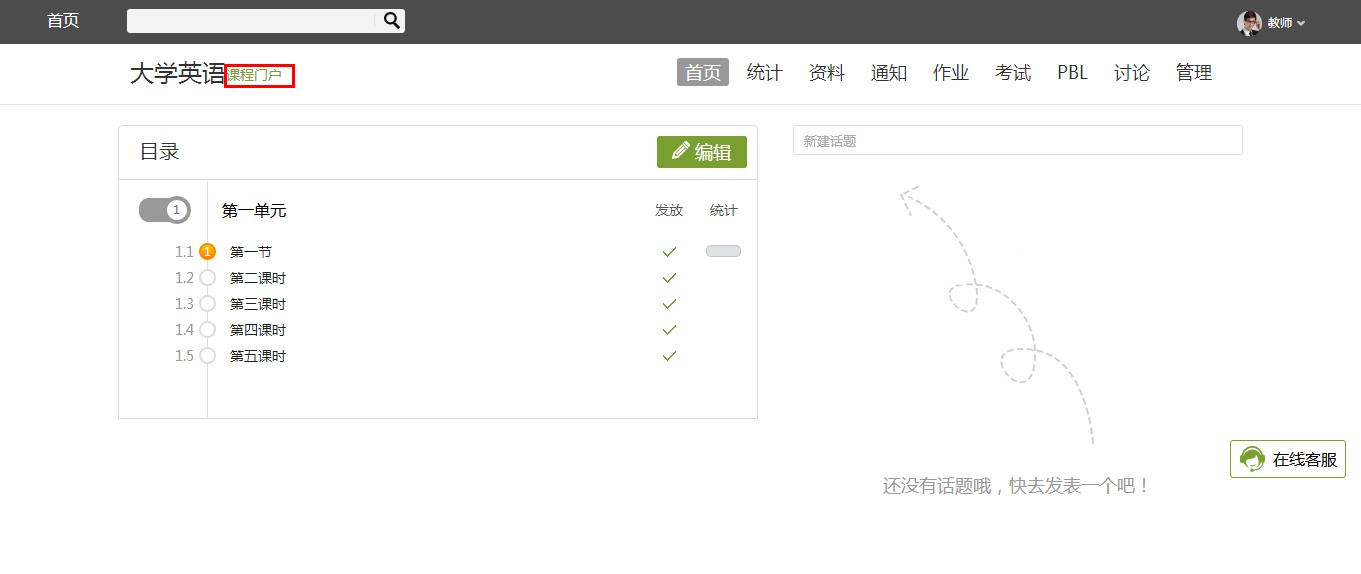 首页
教师
大学英语 课程门户
首页 统计 资料 通知 作业 考试 PBL 讨论 管理
目录
编辑
新建话题
1 第一单元 发放 统计
1.1 1 第一节
1.2 第二课时
1.3 第三课时
1.4 第四课时
1.5 第五课时
在线客服
还没有话题哦，快去发表一个吧！